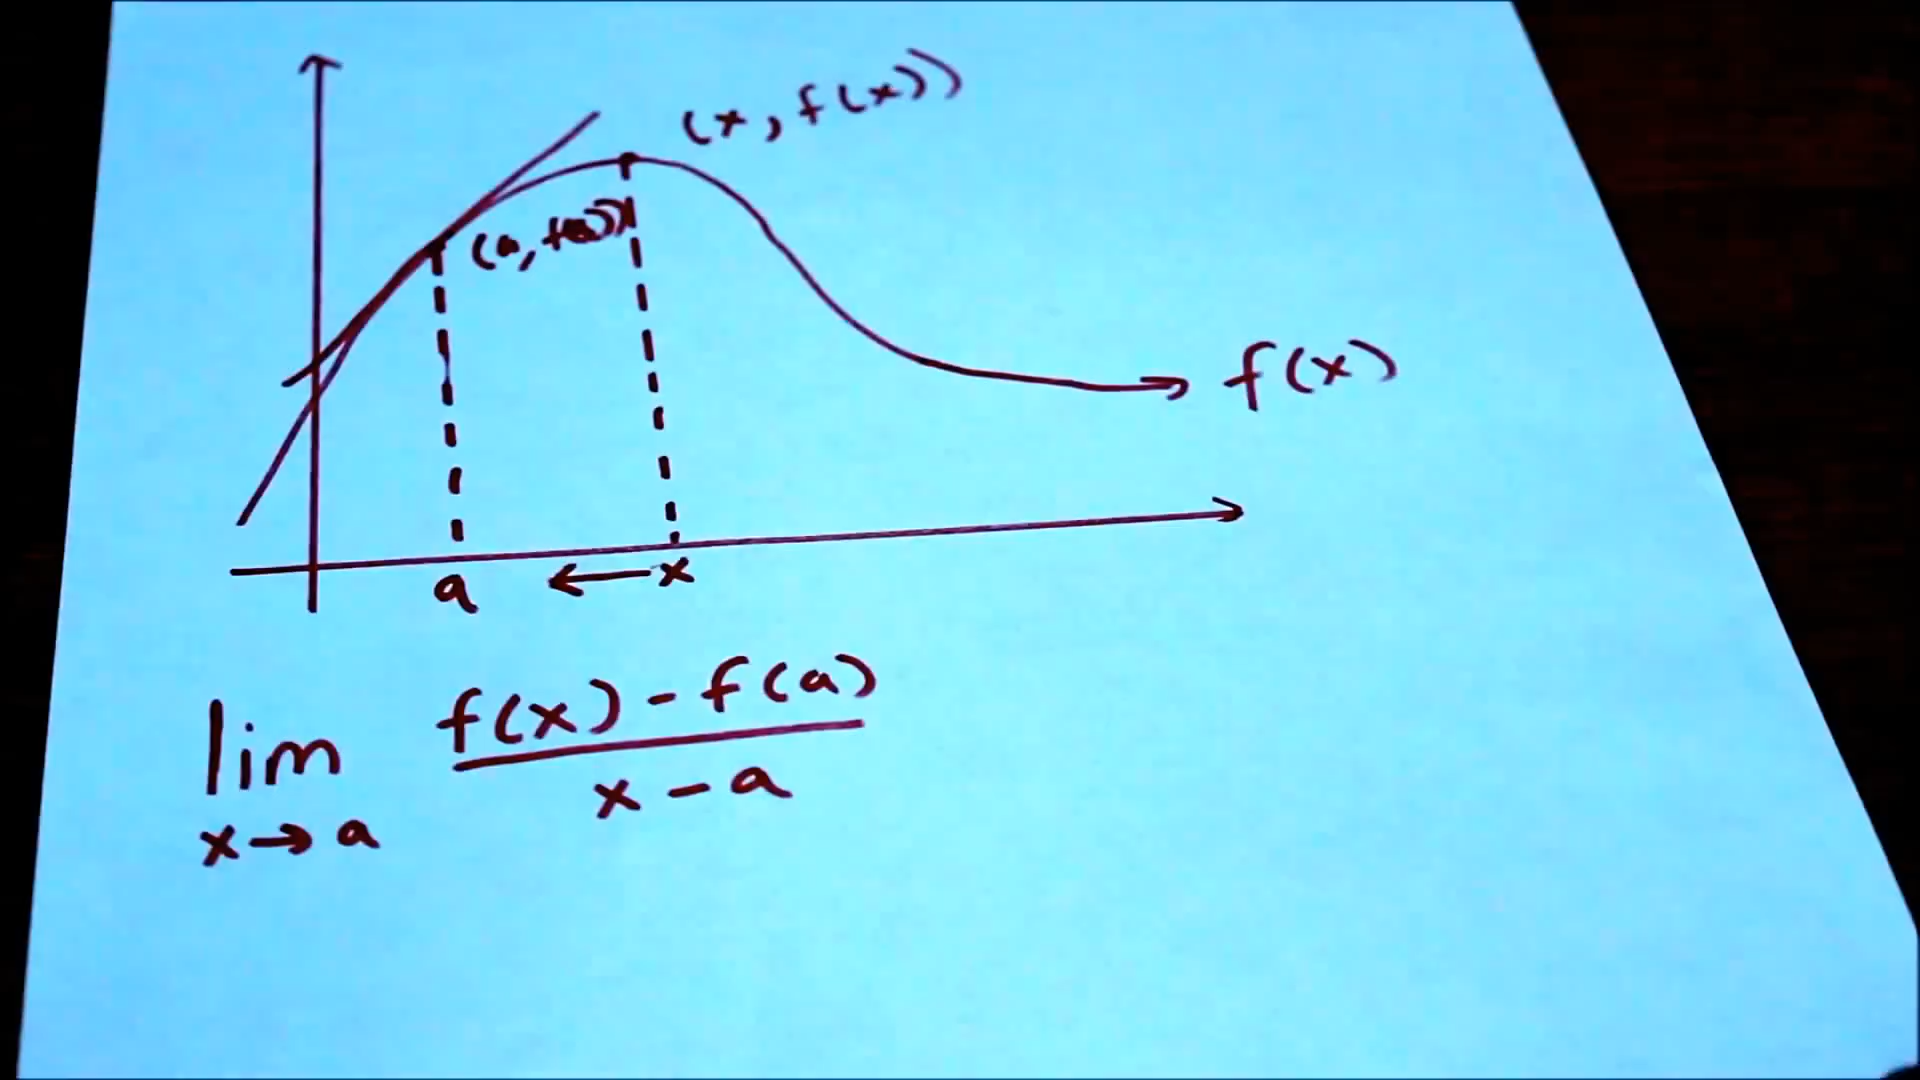 (x, f(x))
(a, f(a))
f(x)
a ← x
lim f(x) - f(a)
x → a x - a